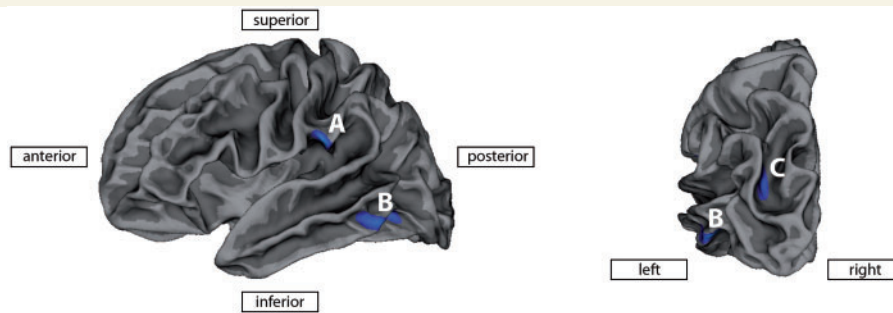 superior
A
anterior
posterior
B
inferior
C
B
left
right